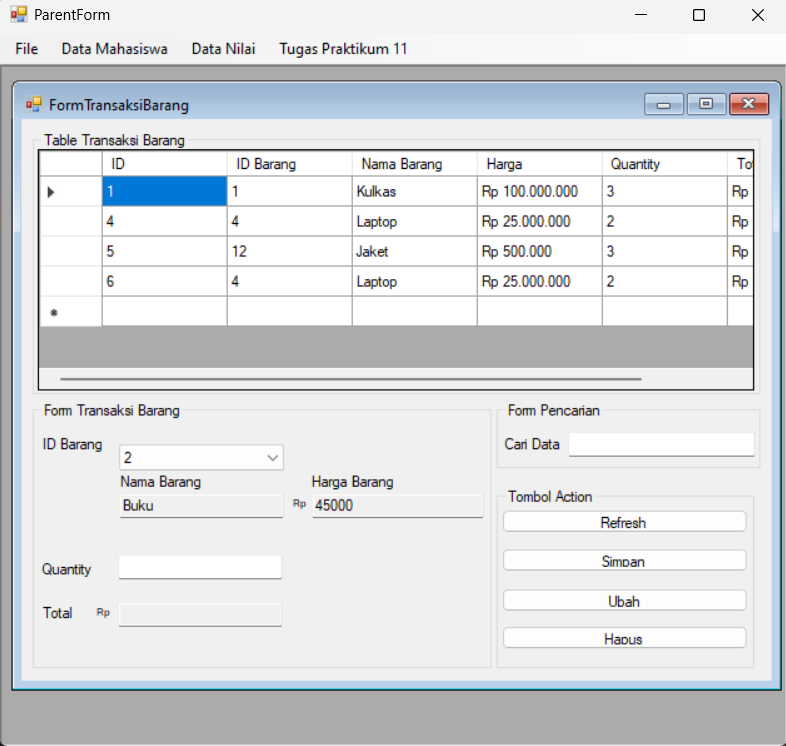 ParentForm
File Data Mahasiswa Data Nilai Tugas Praktikum 11
FormTransaksiBarang
Table Transaksi Barang
ID ID Barang Nama Barang Harga Quantity
1 1 Kulkas Rp 100.000.000 3 Rp
4 4 Laptop Rp 25.000.000 2 Rp
5 12 Jaket Rp 500.000 3 Rp
6 4 Laptop Rp 25.000.000 2 Rp
Form Transaksi Barang
ID Barang 2
Nama Barang Harga Barang
Buku Rp 45000
Quantity
Total Rp
Form Pencarian
Cari Data
Tombol Action
Refresh
Simpan
Ubah
Hapus